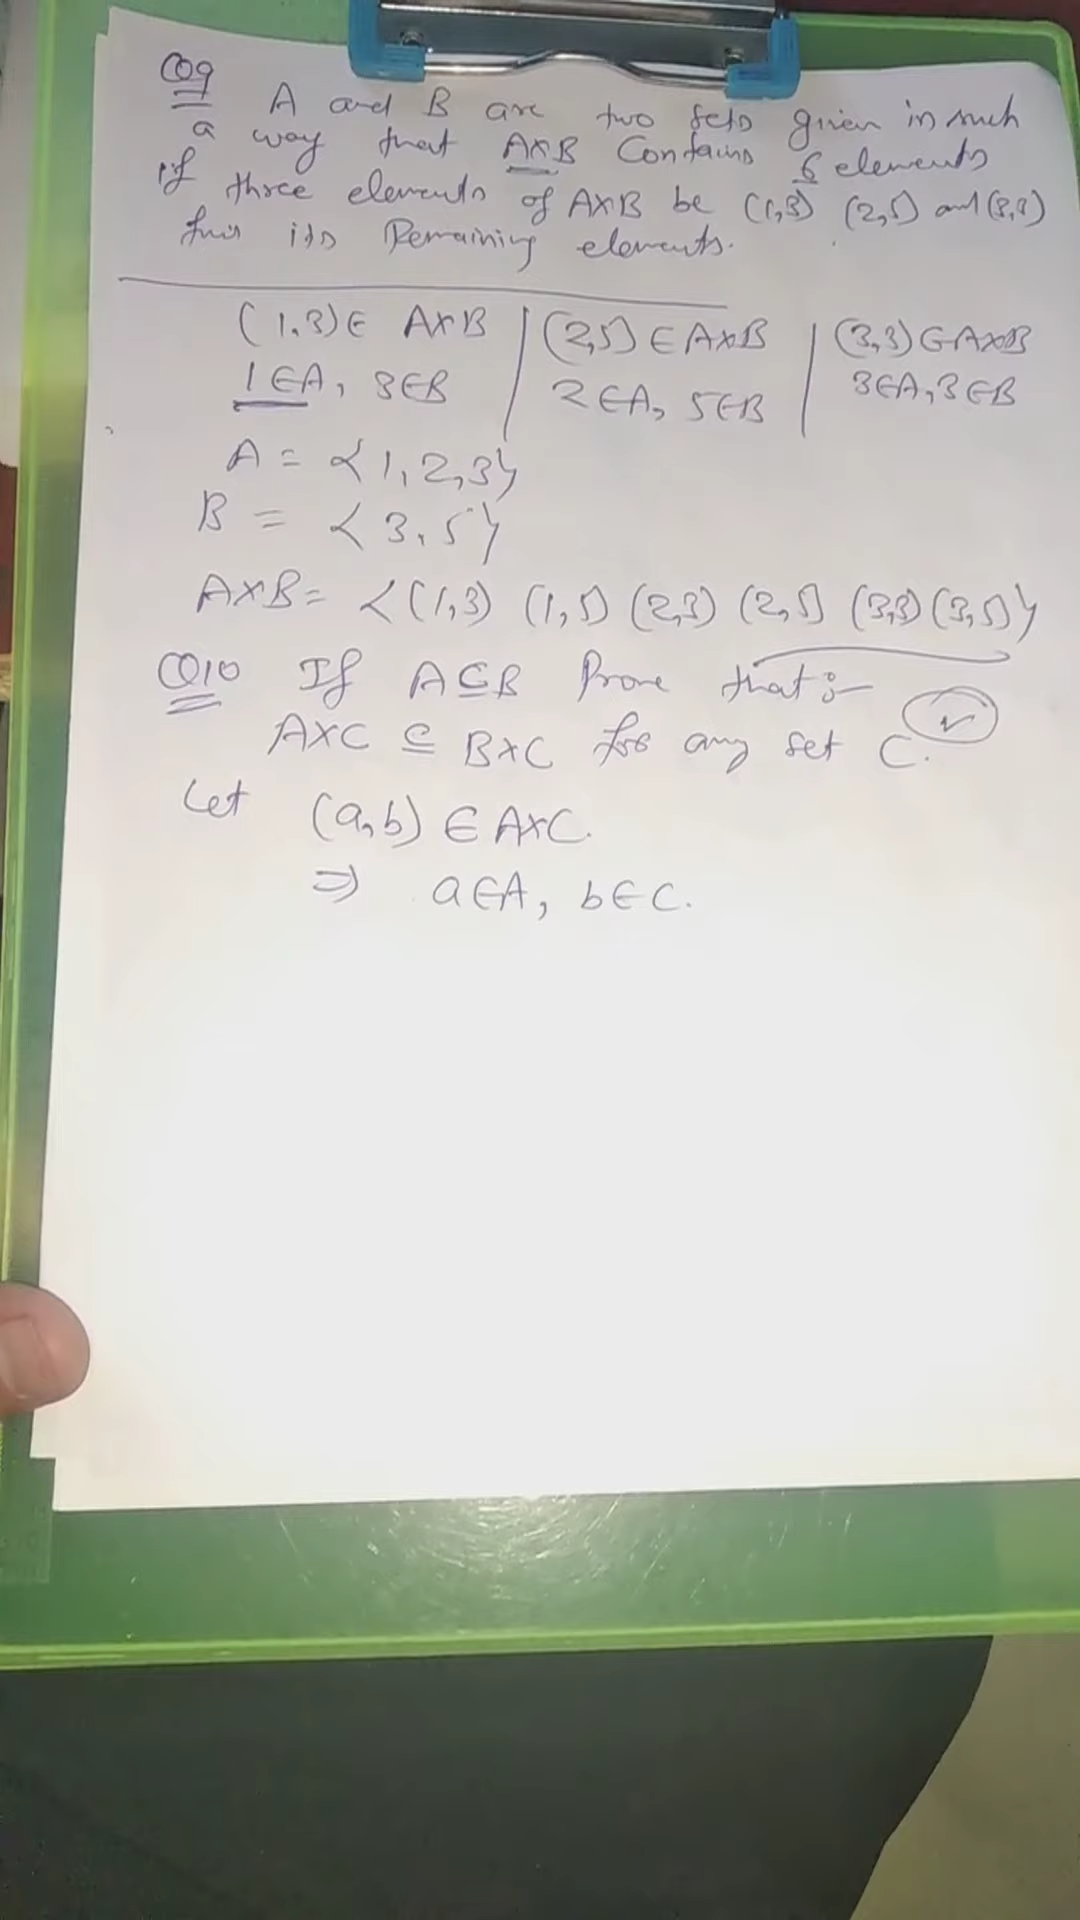 Q9 A and B are two sets given in such
a way that A×B Contains 6 elements
if three elements of A×B be (1,3) (2,5) and (3,3)
its Remaining elements.
(1,3)∈ A×B | (2,5) ∈ A×B | (3,3)∈A×B
1∈A, 3∈B | 2∈A, 5∈B | 3∈A, 3∈B
A = {1,2,3}
B = {3,5}
A×B= {(1,3) (1,5) (2,3) (2,5) (3,3) (3,5)}
Q10 If A⊆B Prove that:-
A×C ⊆ B×C for any set C.
Let (a,b) ∈ A×C.
⇒ a∈A, b∈C.